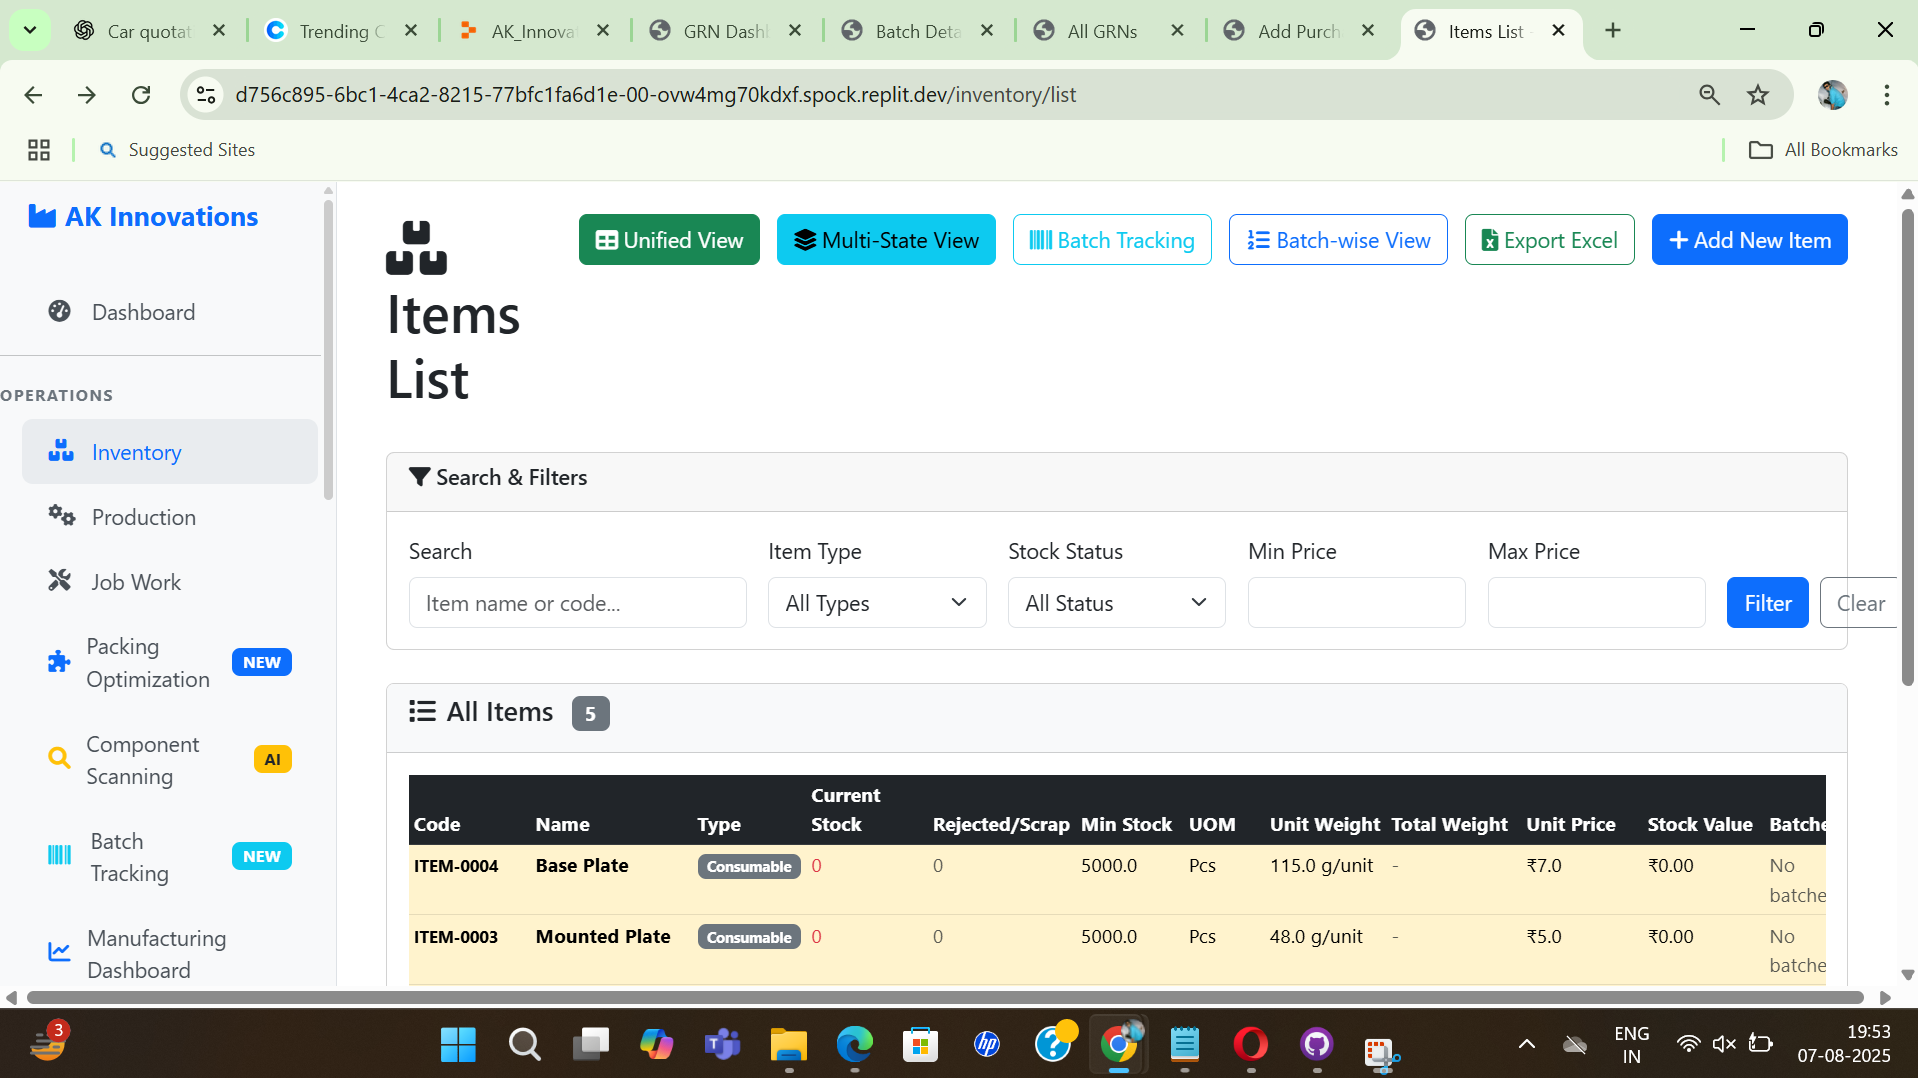 Car quotat
Trending C
AK_Innova
GRN Dash
Batch Deta
All GRNs
Add Purch
Items List
d756c895-6bc1-4ca2-8215-77bfc1fa6d1e-00-ovw4mg70kdxf.spock.replit.dev/inventory/list
Suggested Sites
All Bookmarks
AK Innovations
Dashboard
OPERATIONS
Inventory
Production
Job Work
Packing
Optimization
NEW
Component
Scanning
AI
Batch
Tracking
NEW
Manufacturing
Dashboard
Items
List
Unified View
Multi-State View
Batch Tracking
Batch-wise View
Export Excel
Add New Item
Search & Filters
Search
Item Type
Stock Status
Min Price
Max Price
Item name or code...
All Types
All Status
Filter
Clear
All Items 5
Code Name Type Current Stock Rejected/Scrap Min Stock UOM Unit Weight Total Weight Unit Price Stock Value Batche
ITEM-0004 Base Plate Consumable 0 0 5000.0 Pcs 115.0 g/unit - ₹7.0 ₹0.00 No batche
ITEM-0003 Mounted Plate Consumable 0 0 5000.0 Pcs 48.0 g/unit - ₹5.0 ₹0.00 No batche
3
hp
ENG
IN
19:53
07-08-2025